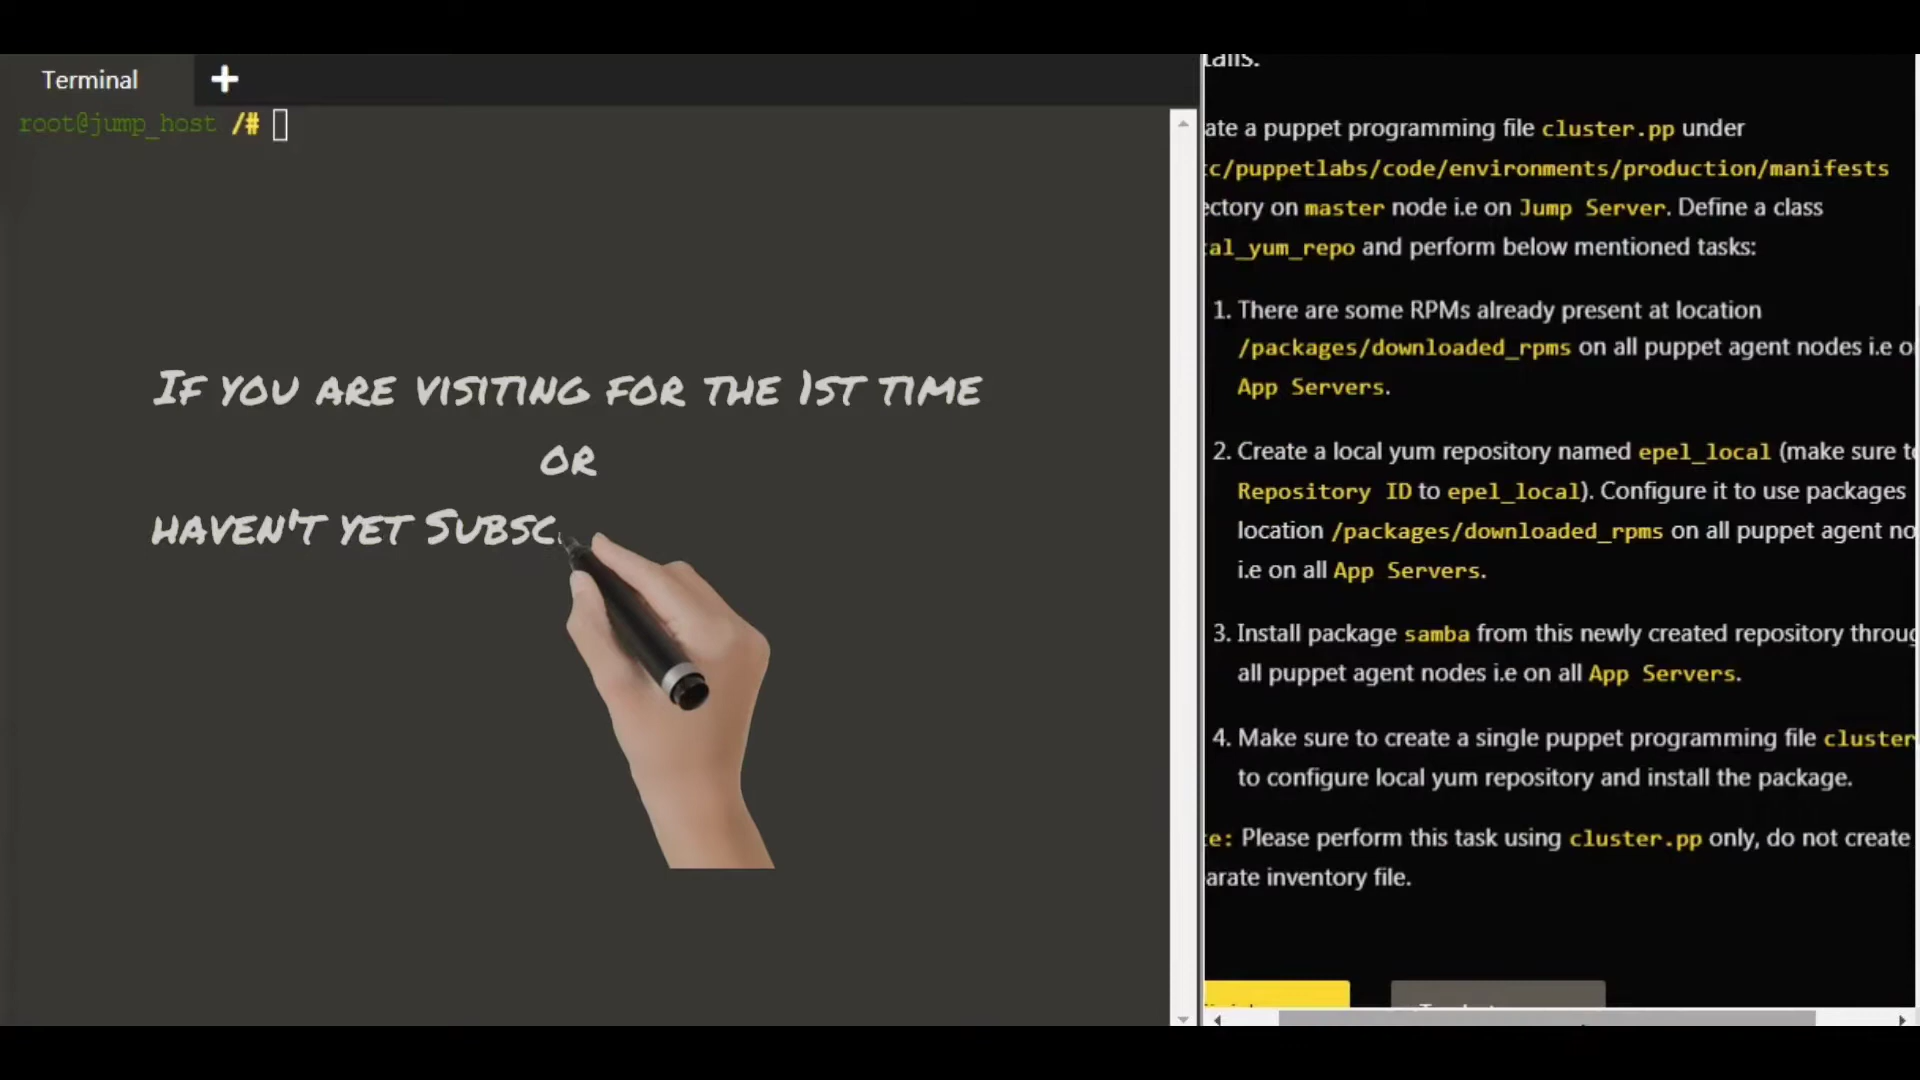 Terminal
root@jump_host /#
If you are visiting for the 1st time
or
haven't yet Subsc
tails.
ate a puppet programming file cluster.pp under
c/puppetlabs/code/environments/production/manifests
ectory on master node i.e on Jump Server. Define a class
al_yum_repo and perform below mentioned tasks:
1. There are some RPMs already present at location
/packages/downloaded_rpms on all puppet agent nodes i.e o
App Servers.
2. Create a local yum repository named epel_local (make sure t
Repository ID to epel_local). Configure it to use packages
location /packages/downloaded_rpms on all puppet agent no
i.e on all App Servers.
3. Install package samba from this newly created repository throug
all puppet agent nodes i.e on all App Servers.
4. Make sure to create a single puppet programming file cluster
to configure local yum repository and install the package.
e: Please perform this task using cluster.pp only, do not create
arate inventory file.